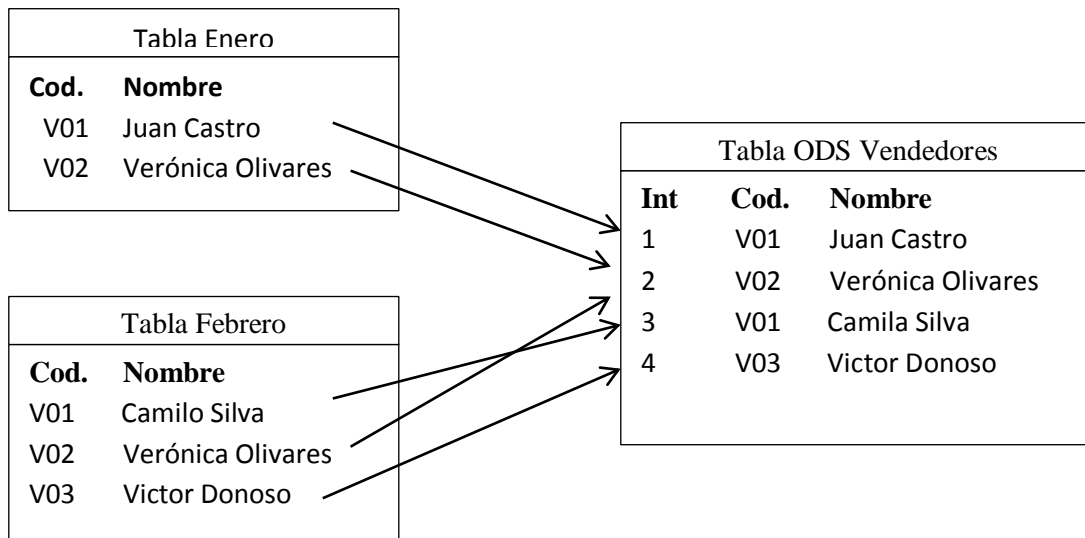 Tabla Enero
Cod. Nombre
V01 Juan Castro
V02 Verónica Olivares
Tabla Febrero
Cod. Nombre
V01 Camilo Silva
V02 Verónica Olivares
V03 Victor Donoso
Tabla ODS Vendedores
Int Cod. Nombre
1 V01 Juan Castro
2 V02 Verónica Olivares
3 V01 Camila Silva
4 V03 Victor Donoso